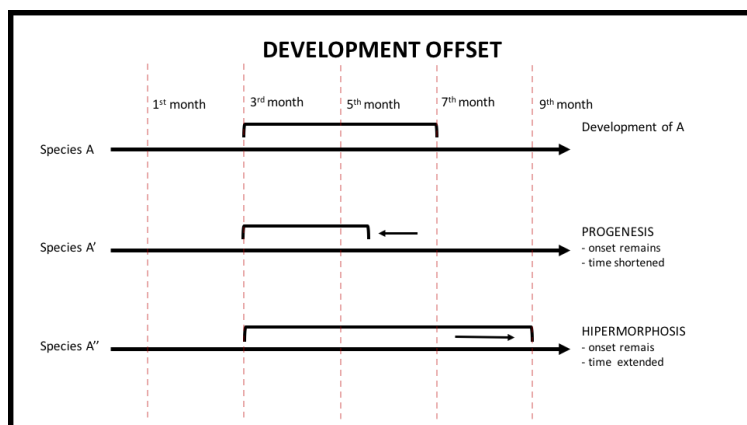 DEVELOPMENT OFFSET
1st month
3rd month
5th month
7th month
9th month
Species A
Development of A
Species A′
PROGENESIS
- onset remains
- time shortened
Species A″
HIPERMORPHOSIS
- onset remais
- time extended